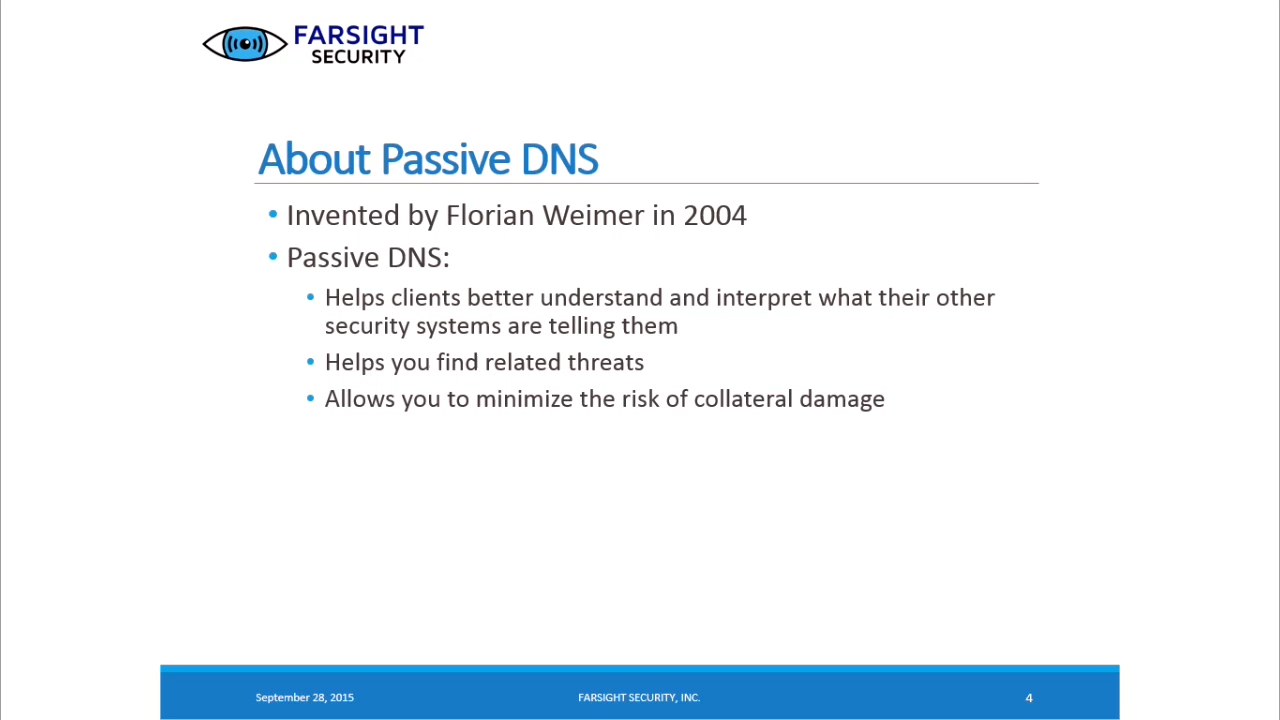 FARSIGHT
SECURITY
About Passive DNS
• Invented by Florian Weimer in 2004
• Passive DNS:
• Helps clients better understand and interpret what their other
security systems are telling them
• Helps you find related threats
• Allows you to minimize the risk of collateral damage
September 28, 2015
FARSIGHT SECURITY, INC.
4